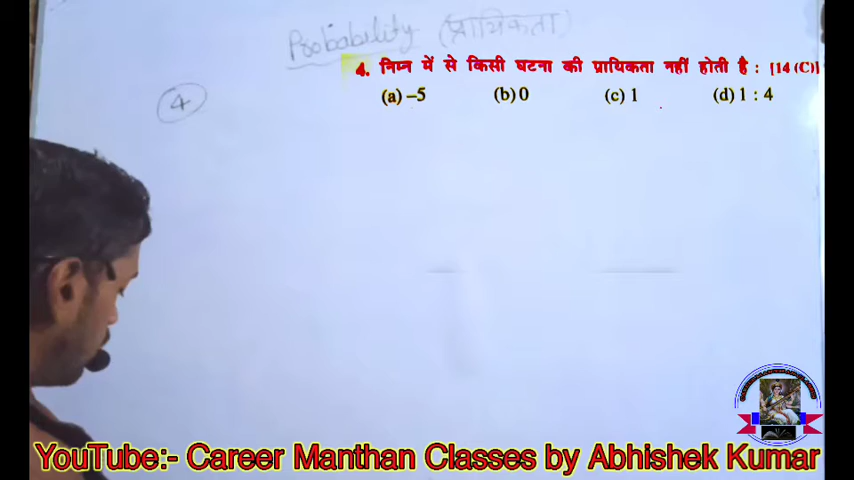 Probability (प्रायिकता)
4. निम्न में से किसी घटना की प्रायिकता नहीं होती है : [14 (C)]
(a) –5 (b) 0 (c) 1 (d) 1 : 4
4
YouTube:- Career Manthan Classes by Abhishek Kumar